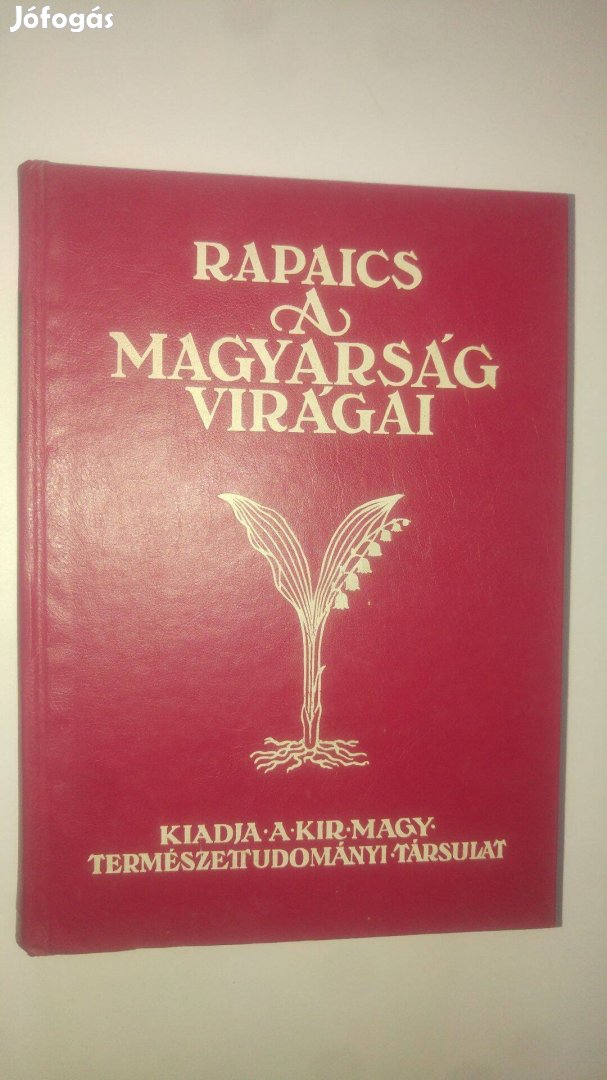 Jófogás
RAPAICS
A
MAGYARSÁG
VIRÁGAI
KIADJA·A·KIR·MAGY·
TERMÉSZETTUDOMÁNYI·TÁRSULAT